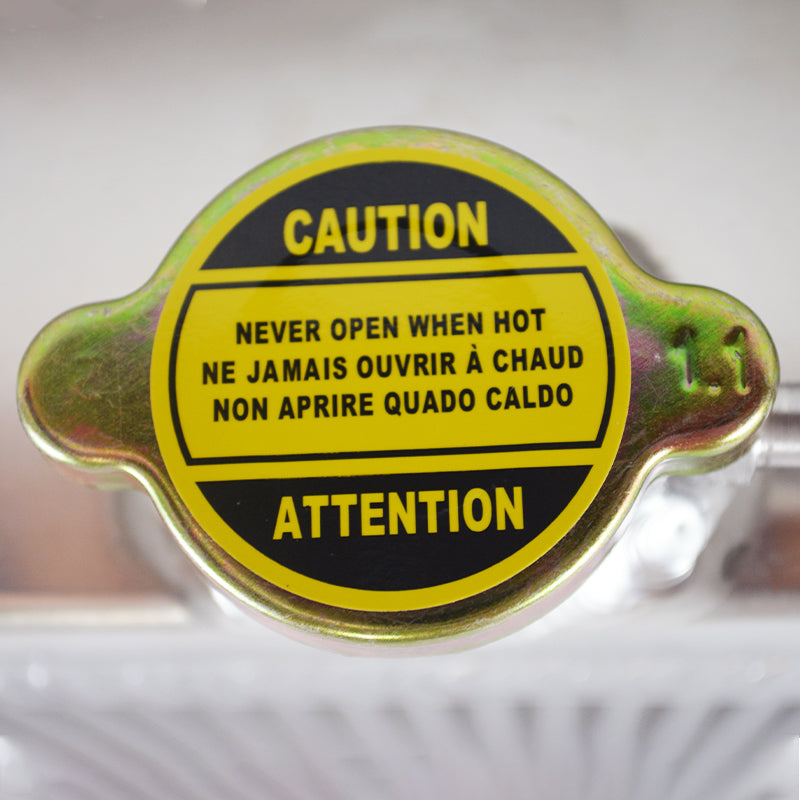 CAUTION
NEVER OPEN WHEN HOT
NE JAMAIS OUVRIR À CHAUD
NON APRIRE QUADO CALDO
ATTENTION
1.1